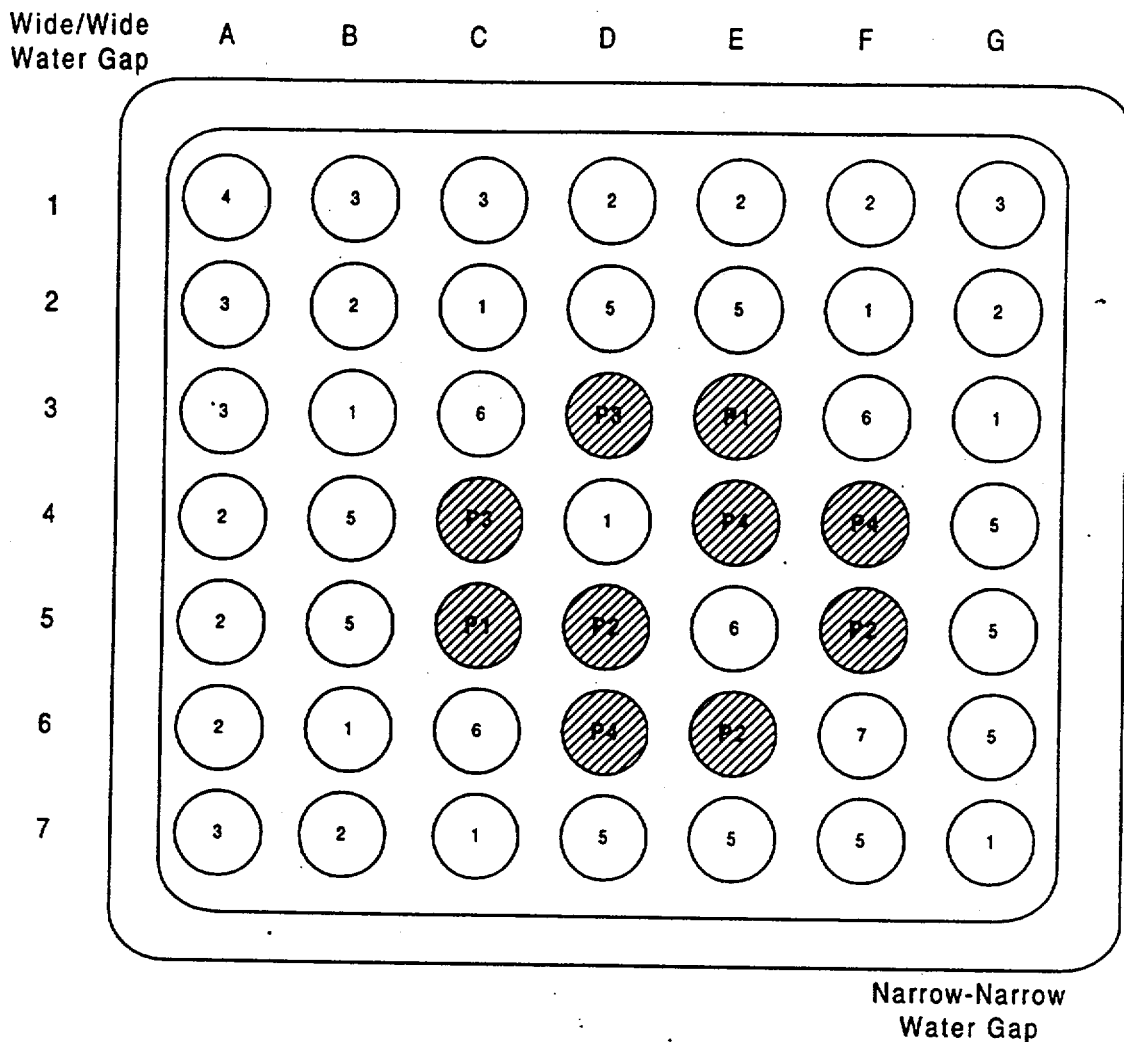 Wide/Wide
Water Gap
A B C D E F G
1 4 3 3 2 2 2 3
2 3 2 1 5 5 1 2
3 3 1 6 P3 P1 6 1
4 2 5 P3 1 P4 P4 5
5 2 5 P1 P2 6 P2 5
6 2 1 6 P4 P2 7 5
7 3 2 1 5 5 5 1
Narrow-Narrow
Water Gap